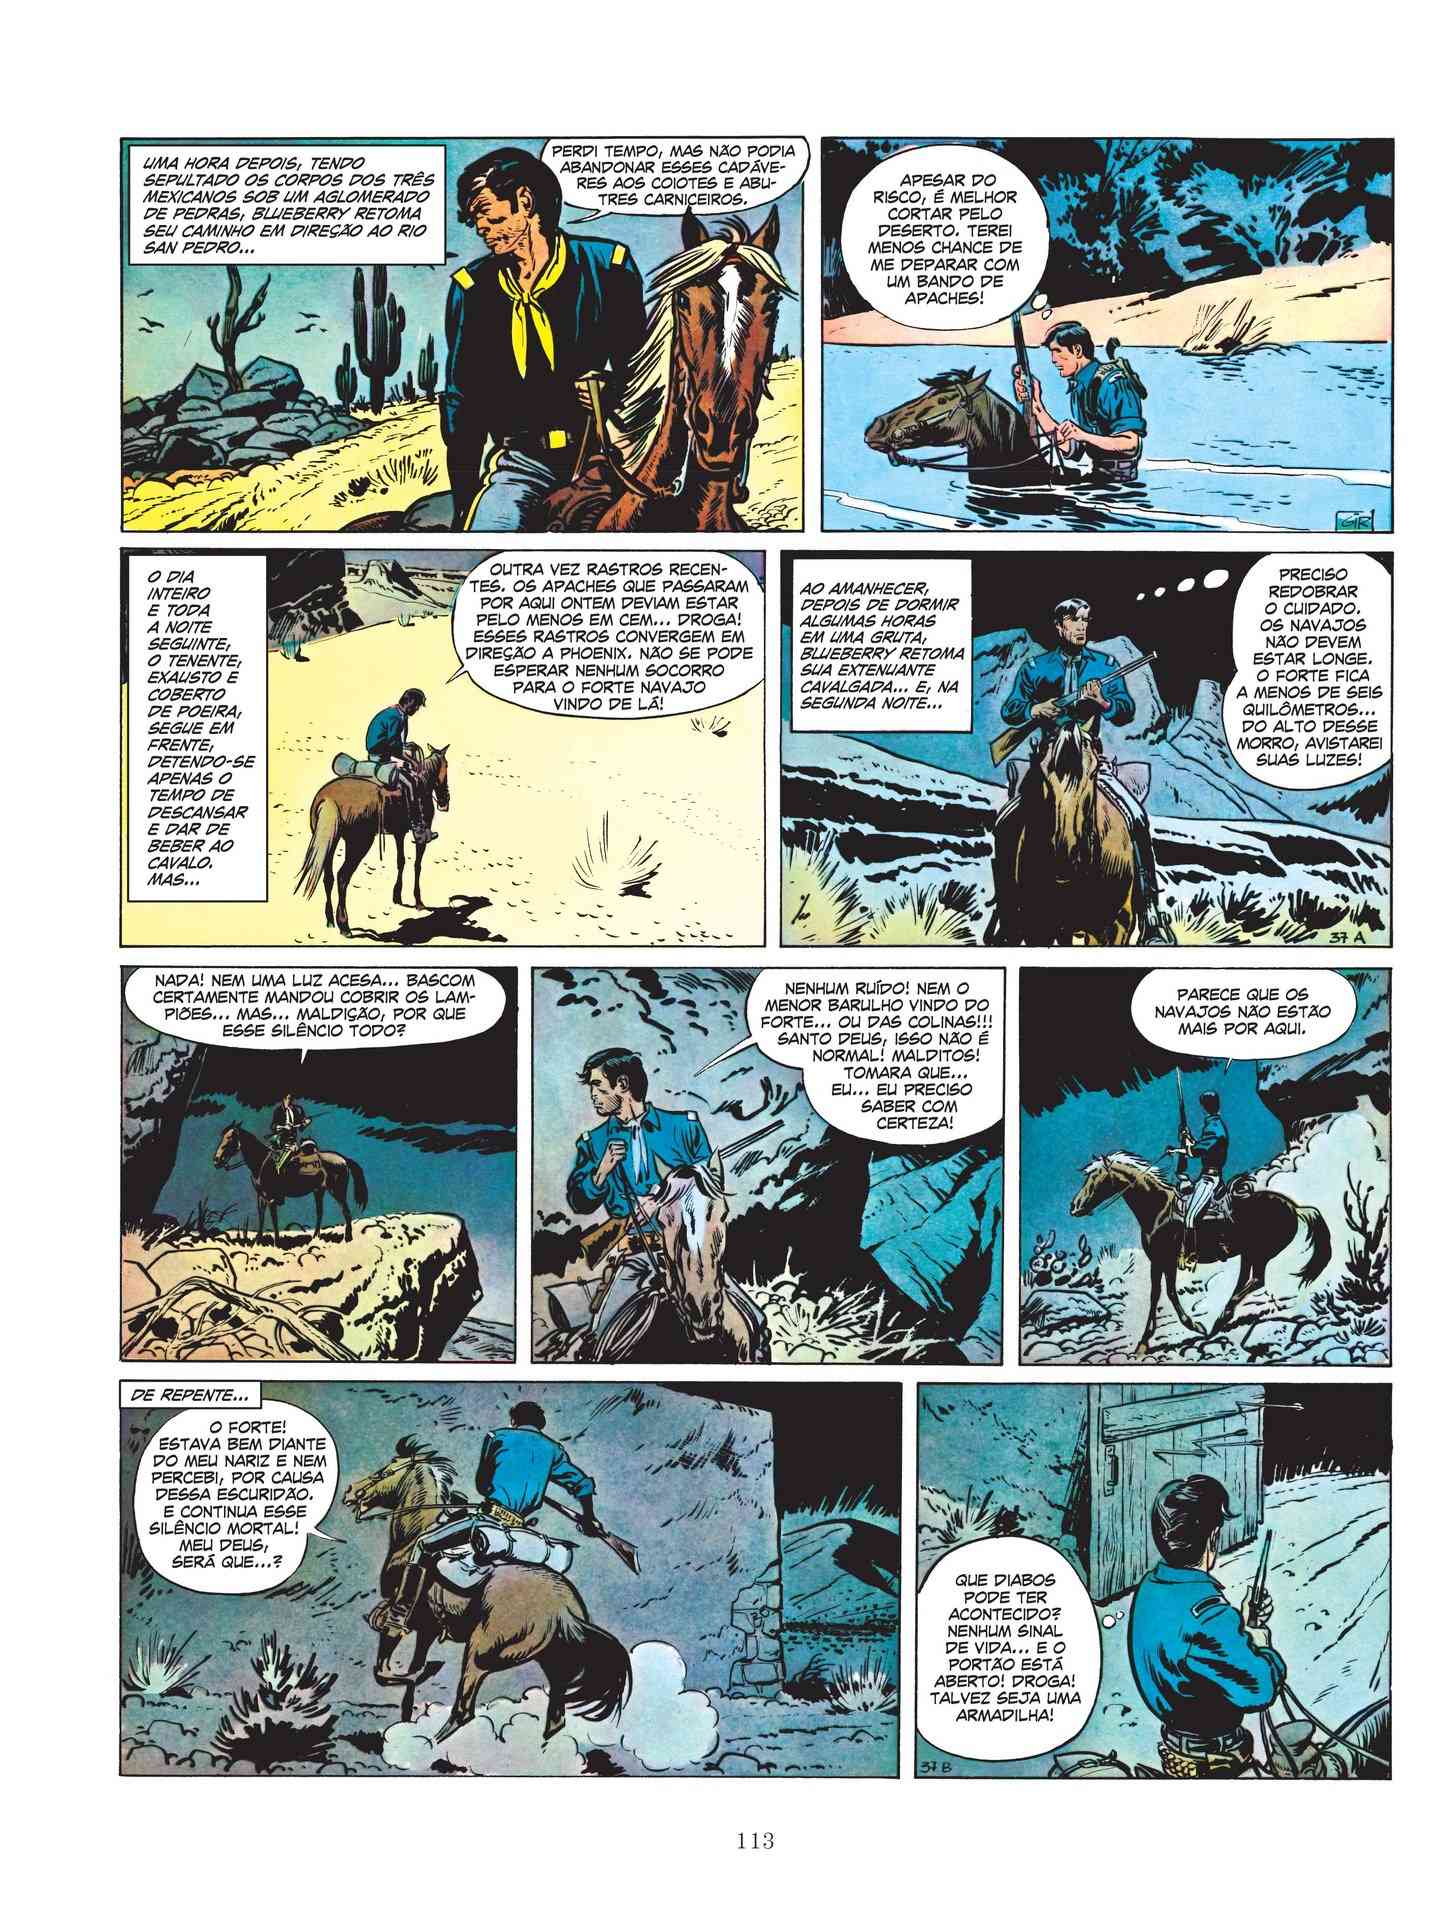 UMA HORA DEPOIS, TENDO
SEPULTADO OS CORPOS DOS TRÊS
MEXICANOS SOB UM AGLOMERADO
DE PEDRAS, BLUEBERRY RETOMA
SEU CAMINHO EM DIREÇÃO AO RIO
SAN PEDRO...
PERDI TEMPO, MAS NÃO PODIA
ABANDONAR ESSES CADÁVE-
RES AOS COIOTES E ABU-
TRES CARNICEIROS.
APESAR DO
RISCO, É MELHOR
CORTAR PELO
DESERTO. TEREI
MENOS CHANCE DE
ME DEPARAR COM
UM BANDO DE
APACHES!
GIR
O DIA
INTEIRO
E TODA
A NOITE
SEGUINTE,
O TENENTE,
EXAUSTO E
COBERTO
DE POEIRA,
SEGUE EM
FRENTE,
DETENDO-SE
APENAS O
TEMPO DE
DESCANSAR
E DAR DE
BEBER AO
CAVALO.
MAS...
OUTRA VEZ RASTROS RECEN-
TES. OS APACHES QUE PASSARAM
POR AQUI ONTEM DEVIAM ESTAR
PELO MENOS EM CEM... DROGA!
ESSES RASTROS CONVERGEM EM
DIREÇÃO A PHOENIX. NÃO SE PODE
ESPERAR NENHUM SOCORRO
PARA O FORTE NAVAJO
VINDO DE LÁ!
AO AMANHECER,
DEPOIS DE DORMIR
ALGUMAS HORAS
EM UMA GRUTA,
BLUEBERRY RETOMA
SUA EXTENUANTE
CAVALGADA... E, NA
SEGUNDA NOITE...
PRECISO
REDOBRAR
O CUIDADO.
OS NAVAJOS
NÃO DEVEM
ESTAR LONGE.
O FORTE FICA
A MENOS DE SEIS
QUILÔMETROS...
DO ALTO DESSE
MORRO, AVISTAREI
SUAS LUZES!
37 A
NADA! NEM UMA LUZ ACESA... BASCOM
CERTAMENTE MANDOU COBRIR OS LAM-
PIÕES... MAS... MALDIÇÃO, POR QUE
ESSE SILÊNCIO TODO?
NENHUM RUÍDO! NEM O
MENOR BARULHO VINDO DO
FORTE... OU DAS COLINAS!!!
SANTO DEUS, ISSO NÃO É
NORMAL! MALDITOS!
TOMARA QUE...
EU... EU PRECISO
SABER COM
CERTEZA!
PARECE QUE OS
NAVAJOS NÃO ESTÃO
MAIS POR AQUI.
DE REPENTE...
O FORTE!
ESTAVA BEM DIANTE
DO MEU NARIZ E NEM
PERCEBI, POR CAUSA
DESSA ESCURIDÃO.
E CONTINUA ESSE
SILÊNCIO MORTAL!
MEU DEUS,
SERÁ QUE...?
QUE DIABOS
PODE TER
ACONTECIDO?
NENHUM SINAL
DE VIDA... E O
PORTÃO ESTÁ
ABERTO! DROGA!
TALVEZ SEJA UMA
ARMADILHA!
37 B
113